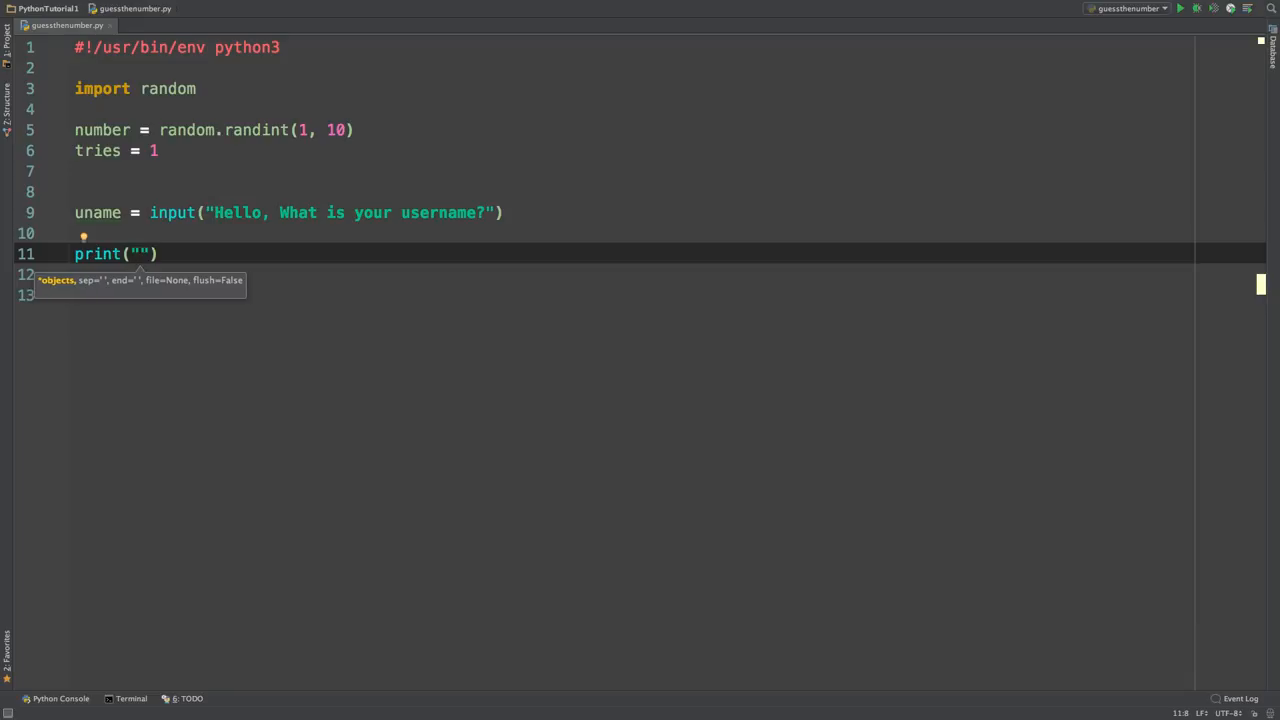 PythonTutorial1 guessthenumber.py guessthenumber
guessthenumber.py
1: Project
Z: Structure
2: Favorites
Database
1 #!/usr/bin/env python3
2
3 import random
4
5 number = random.randint(1, 10)
6 tries = 1
7
8
9 uname = input("Hello, What is your username?")
10
11 print("")
12
*objects, sep=' ', end=' ', file=None, flush=False
13
Python Console Terminal 6: TODO Event Log
11:8 LF÷ UTF-8÷